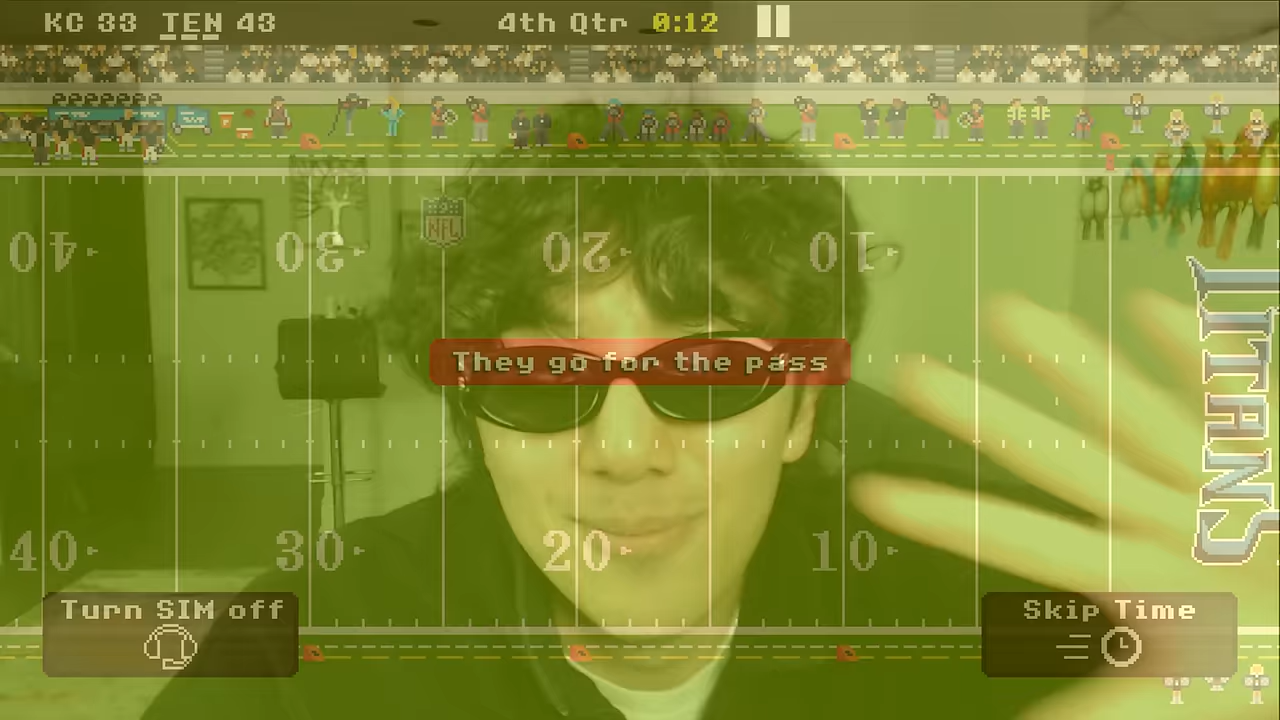 KC 33 TEN 43 4th Qtr 0:12
NFL
40 30 20 10
They go for the pass
TITANS
40 30 20 10
Turn SIM off
Skip Time